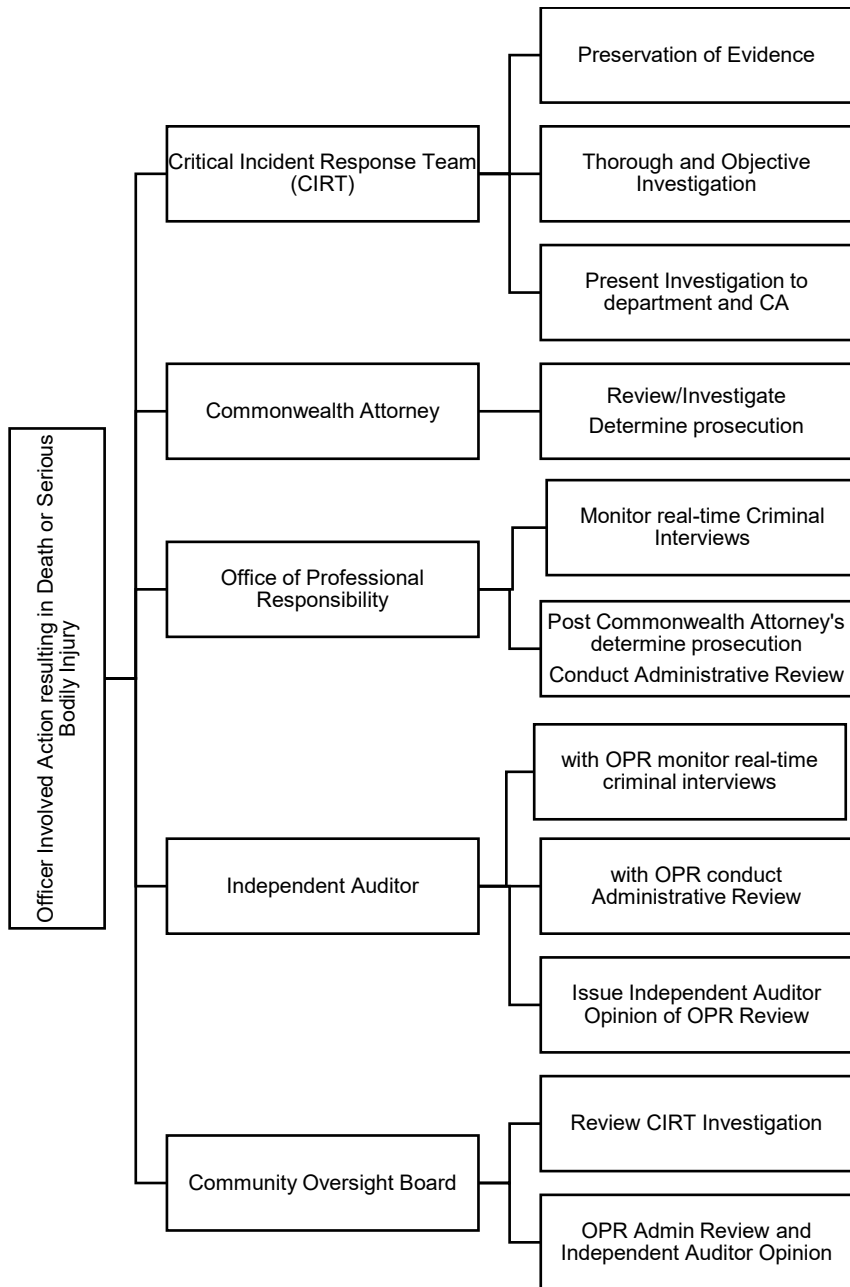 Officer Involved Action resulting in Death or Serious
Bodily Injury
Critical Incident Response Team
(CIRT)
Preservation of Evidence
Thorough and Objective
Investigation
Present Investigation to
department and CA
Commonwealth Attorney
Review/Investigate
Determine prosecution
Office of Professional
Responsibility
Monitor real-time Criminal
Interviews
Post Commonwealth Attorney's
determine prosecution
Conduct Administrative Review
Independent Auditor
with OPR monitor real-time
criminal interviews
with OPR conduct
Administrative Review
Issue Independent Auditor
Opinion of OPR Review
Community Oversight Board
Review CIRT Investigation
OPR Admin Review and
Independent Auditor Opinion